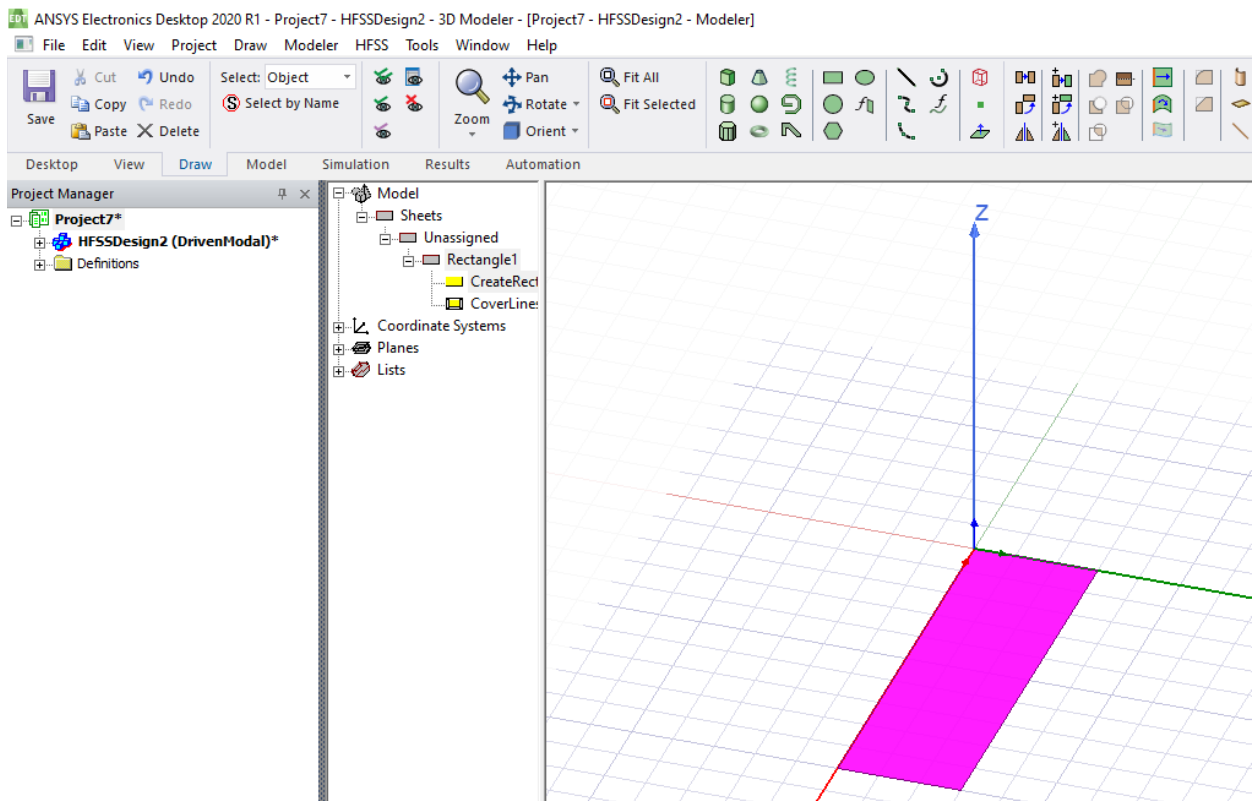 ANSYS Electronics Desktop 2020 R1 - Project7 - HFSSDesign2 - 3D Modeler - [Project7 - HFSSDesign2 - Modeler]
File Edit View Project Draw Modeler HFSS Tools Window Help
Save
Cut Undo
Copy Redo
Paste Delete
Select: Object
Select by Name
Zoom
Pan
Rotate
Orient
Fit All
Fit Selected
Desktop View Draw Model Simulation Results Automation
Project Manager
Project7*
HFSSDesign2 (DrivenModal)*
Definitions
Model
Sheets
Unassigned
Rectangle1
CreateRect
CoverLines
Coordinate Systems
Planes
Lists
Z